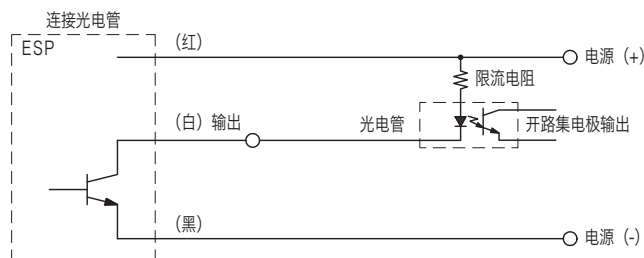 连接光电管
ESP
（红）
电源（+）
限流电阻
（白）输出
光电管
开路集电极输出
（黑）
电源（-）